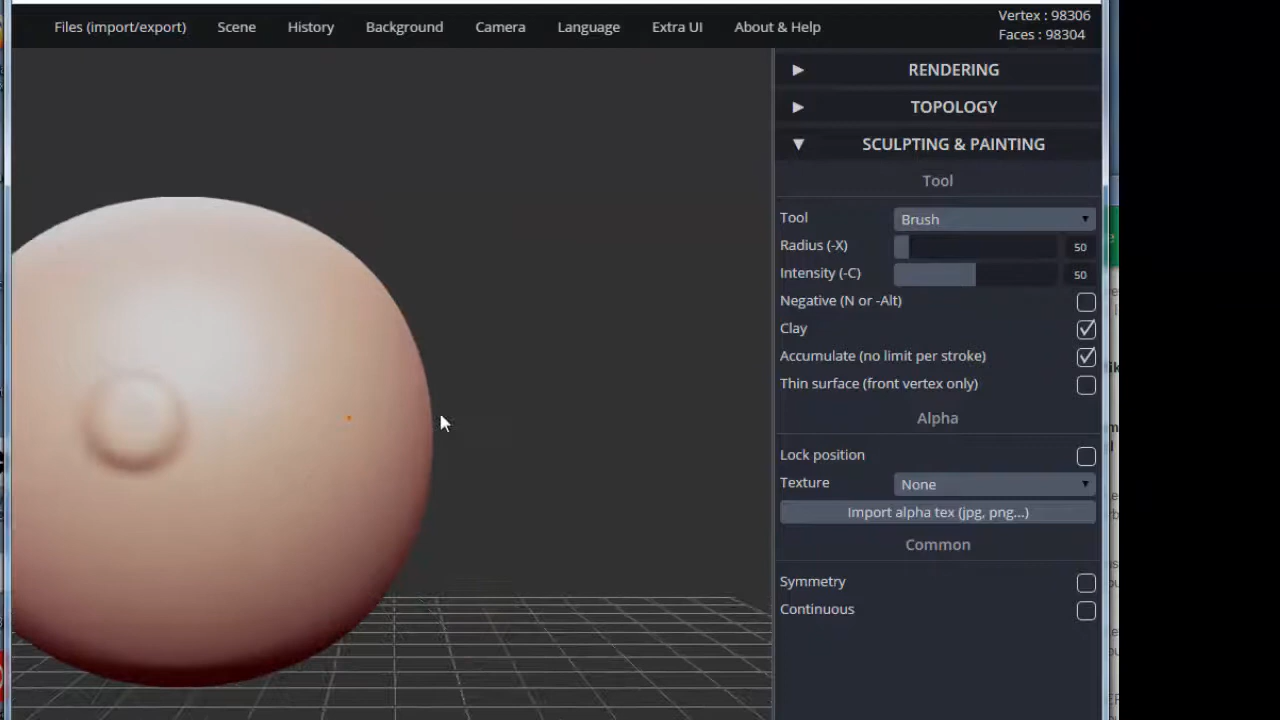 Files (import/export) Scene History Background Camera Language Extra UI About & Help
Vertex : 98306
Faces : 98304
RENDERING
TOPOLOGY
SCULPTING & PAINTING
Tool
Tool Brush
Radius (-X) 50
Intensity (-C) 50
Negative (N or -Alt)
Clay
Accumulate (no limit per stroke)
Thin surface (front vertex only)
Alpha
Lock position
Texture None
Import alpha tex (jpg, png...)
Common
Symmetry
Continuous